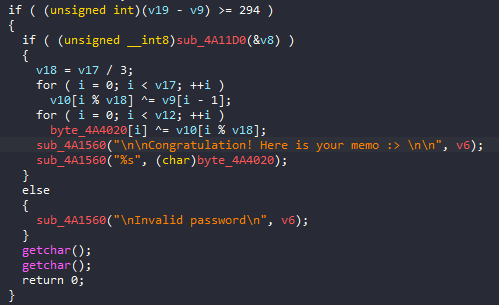 if ( (unsigned int)(v19 - v9) >= 294 )
{
if ( (unsigned __int8)sub_4A11D0(&v8) )
{
v18 = v17 / 3;
for ( i = 0; i < v17; ++i )
v10[i % v18] ^= v9[i - 1];
for ( i = 0; i < v12; ++i )
byte_4A4020[i] ^= v10[i % v18];
sub_4A1560("\n\nCongratulation! Here is your memo :> \n\n", v6);
sub_4A1560("%s", (char)byte_4A4020);
}
else
{
sub_4A1560("\nInvalid password\n", v6);
}
getchar();
getchar();
return 0;
}